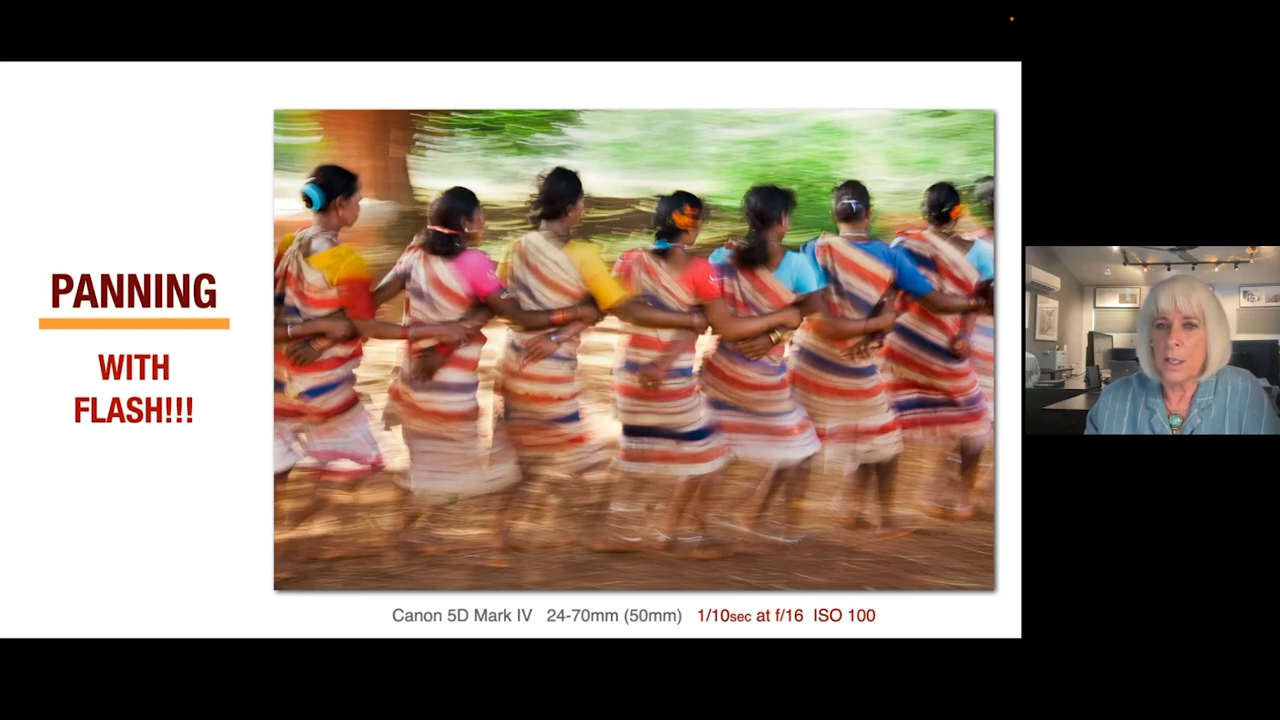 PANNING
WITH
FLASH!!!
Canon 5D Mark IV 24-70mm (50mm) 1/10sec at f/16 ISO 100